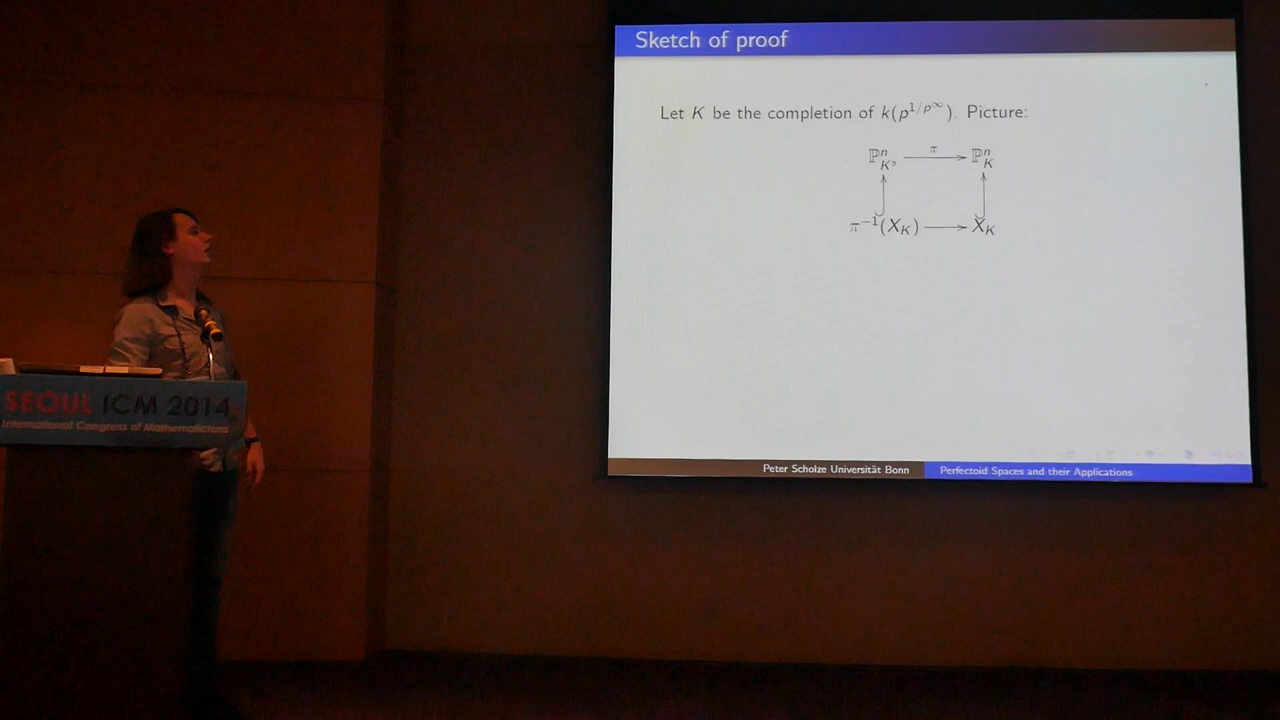 Sketch of proof
Let K be the completion of k(p^{1/p^∞}). Picture:
ℙ^n_{K^♭} π ℙ^n_K
π^{-1}(X_K) X_K
Peter Scholze Universität Bonn Perfectoid Spaces and their Applications
SEOUL ICM 2014
International Congress of Mathematicians